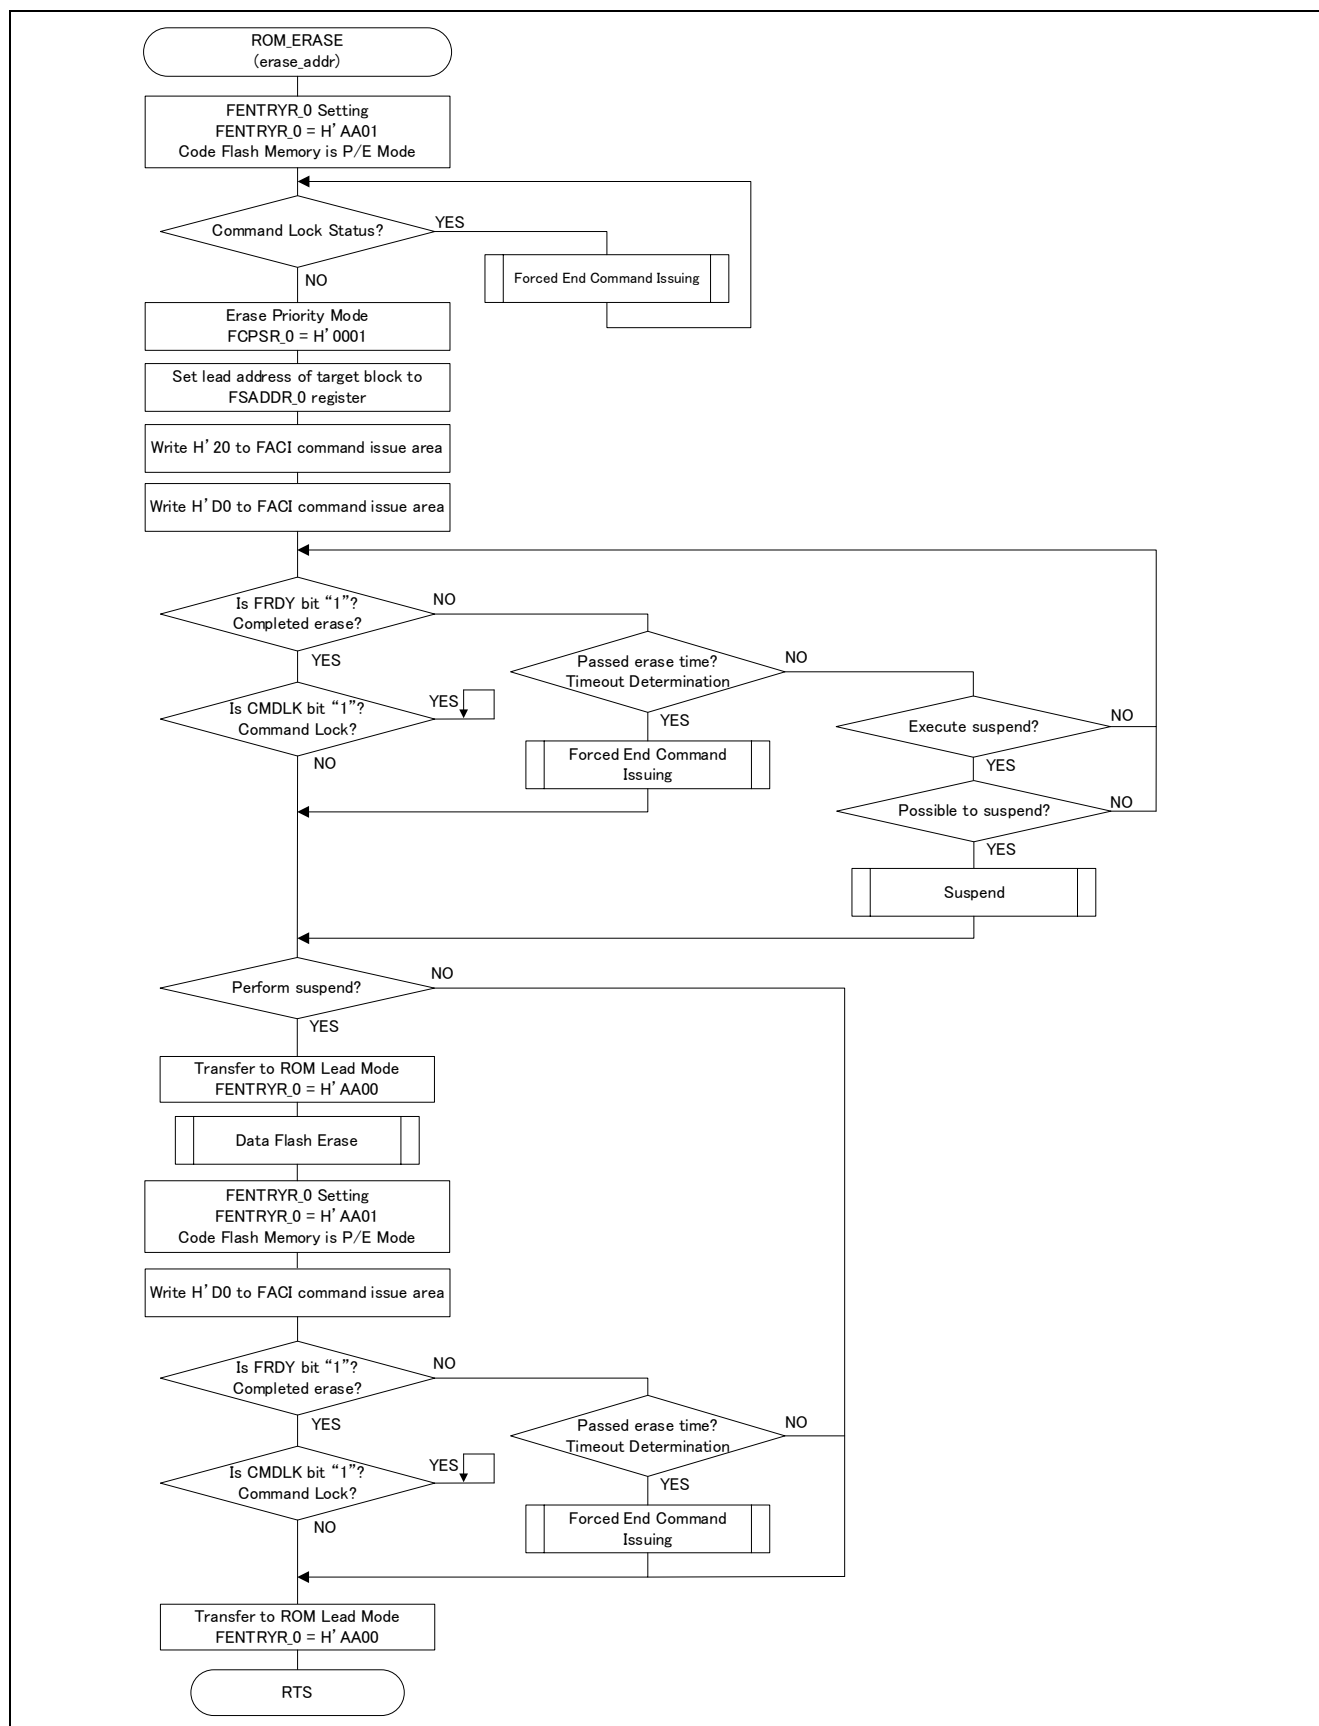 ROM_ERASE
(erase_addr)
FENTRYR_0 Setting
FENTRYR_0 = H’AA01
Code Flash Memory is P/E Mode
Command Lock Status?
YES
Forced End Command Issuing
NO
Erase Priority Mode
FCPSR_0 = H’0001
Set lead address of target block to
FSADDR_0 register
Write H’20 to FACI command issue area
Write H’D0 to FACI command issue area
Is FRDY bit “1”?
Completed erase?
NO
YES
Passed erase time?
Timeout Determination
NO
YES
Is CMDLK bit “1”?
Command Lock?
YES
NO
Execute suspend?
NO
YES
Forced End Command
Issuing
Possible to suspend?
NO
YES
Suspend
Perform suspend?
NO
YES
Transfer to ROM Lead Mode
FENTRYR_0 = H’AA00
Data Flash Erase
FENTRYR_0 Setting
FENTRYR_0 = H’AA01
Code Flash Memory is P/E Mode
Write H’D0 to FACI command issue area
Is FRDY bit “1”?
Completed erase?
NO
YES
Passed erase time?
Timeout Determination
NO
YES
Is CMDLK bit “1”?
Command Lock?
YES
NO
Forced End Command
Issuing
Transfer to ROM Lead Mode
FENTRYR_0 = H’AA00
RTS